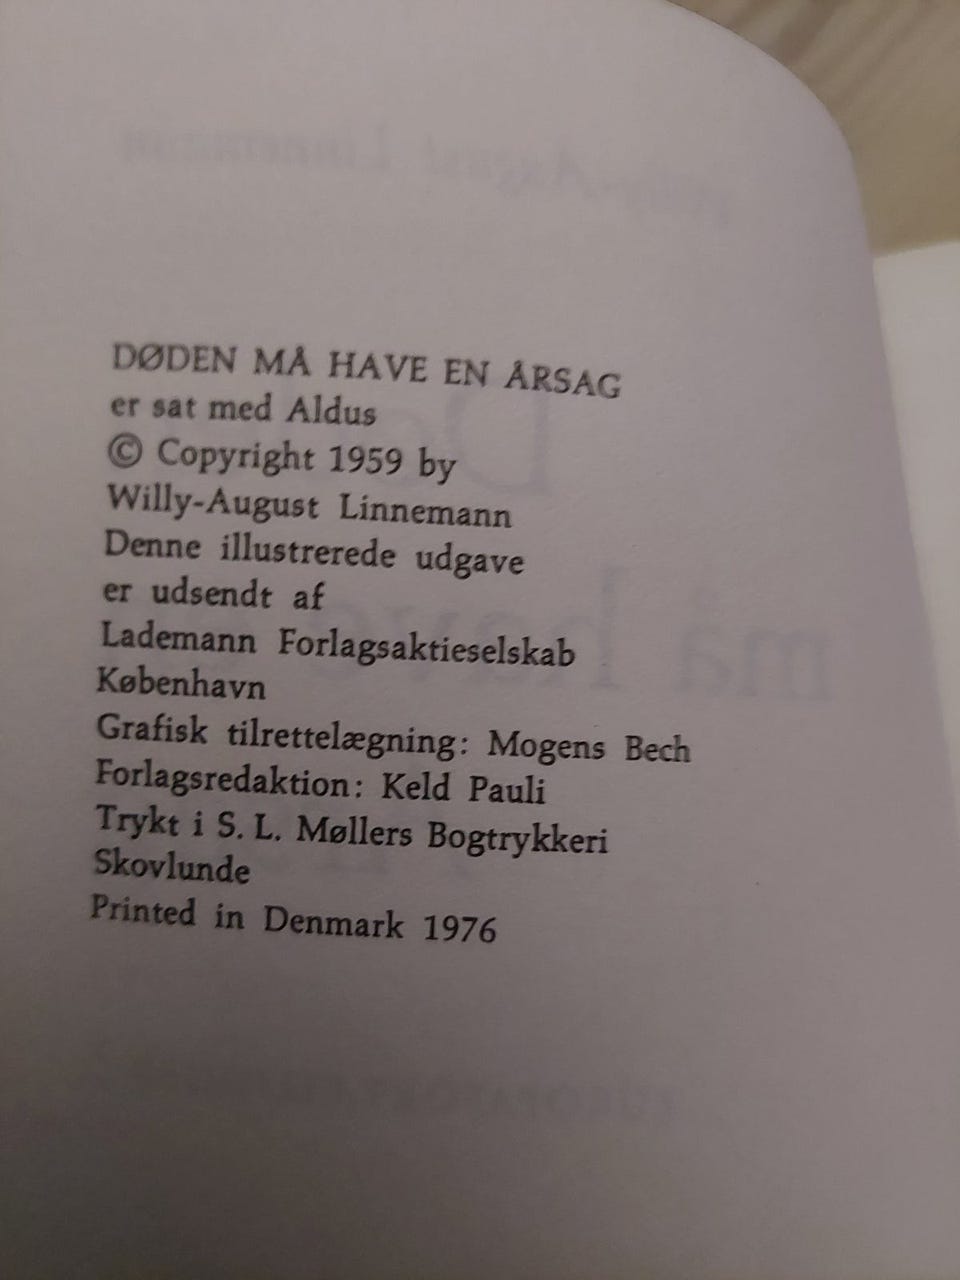 DØDEN MÅ HAVE EN ÅRSAG
er sat med Aldus
© Copyright 1959 by
Willy-August Linnemann
Denne illustrerede udgave
er udsendt af
Lademann Forlagsaktieselskab
København
Grafisk tilrettelægning: Mogens Bech
Forlagsredaktion: Keld Pauli
Trykt i S. L. Møllers Bogtrykkeri
Skovlunde
Printed in Denmark 1976